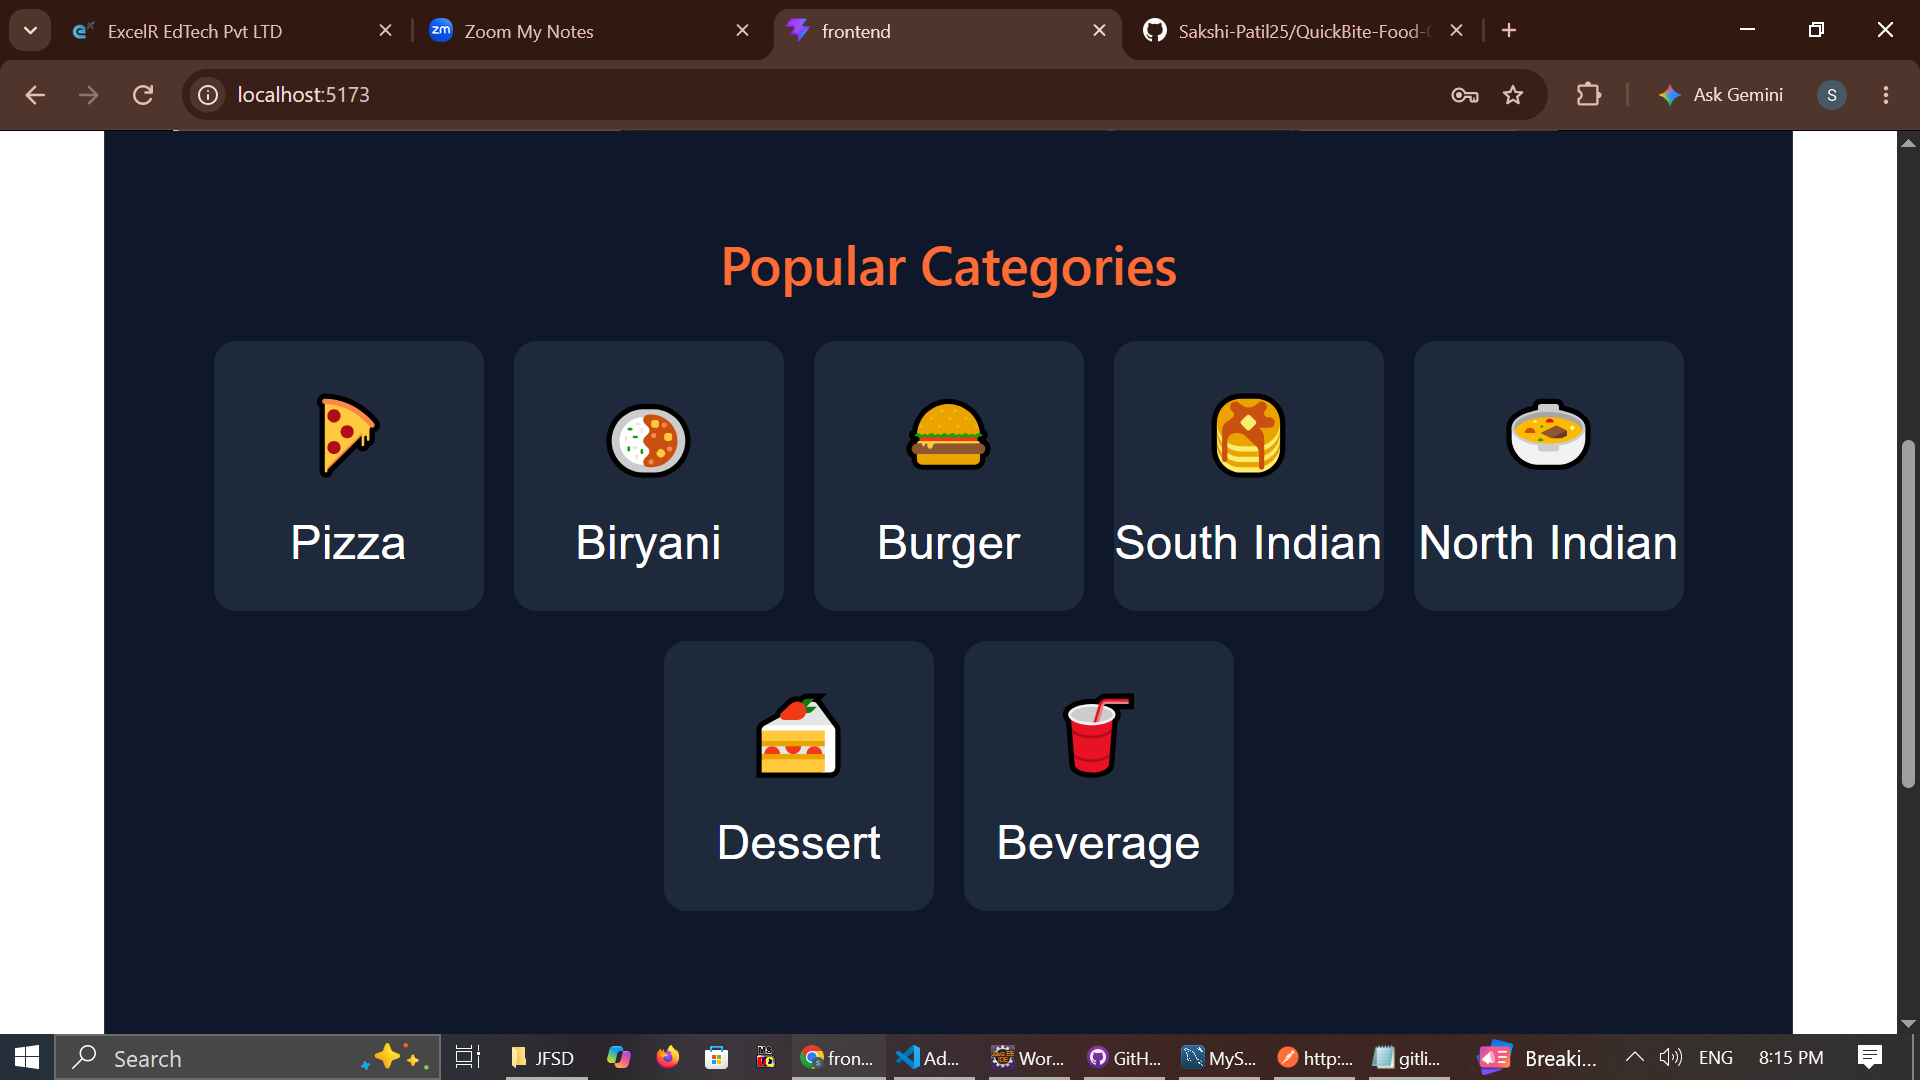 ExcelR EdTech Pvt LTD
zm
Zoom My Notes
frontend
Sakshi-Patil25/QuickBite-Food-
localhost:5173
Ask Gemini
S
Popular Categories
Pizza
Biryani
Burger
South Indian
North Indian
Dessert
Beverage
Search
JFSD
fron...
Ad...
Wor...
GitH...
MyS...
http:...
gitli...
Breaki...
ENG
8:15 PM